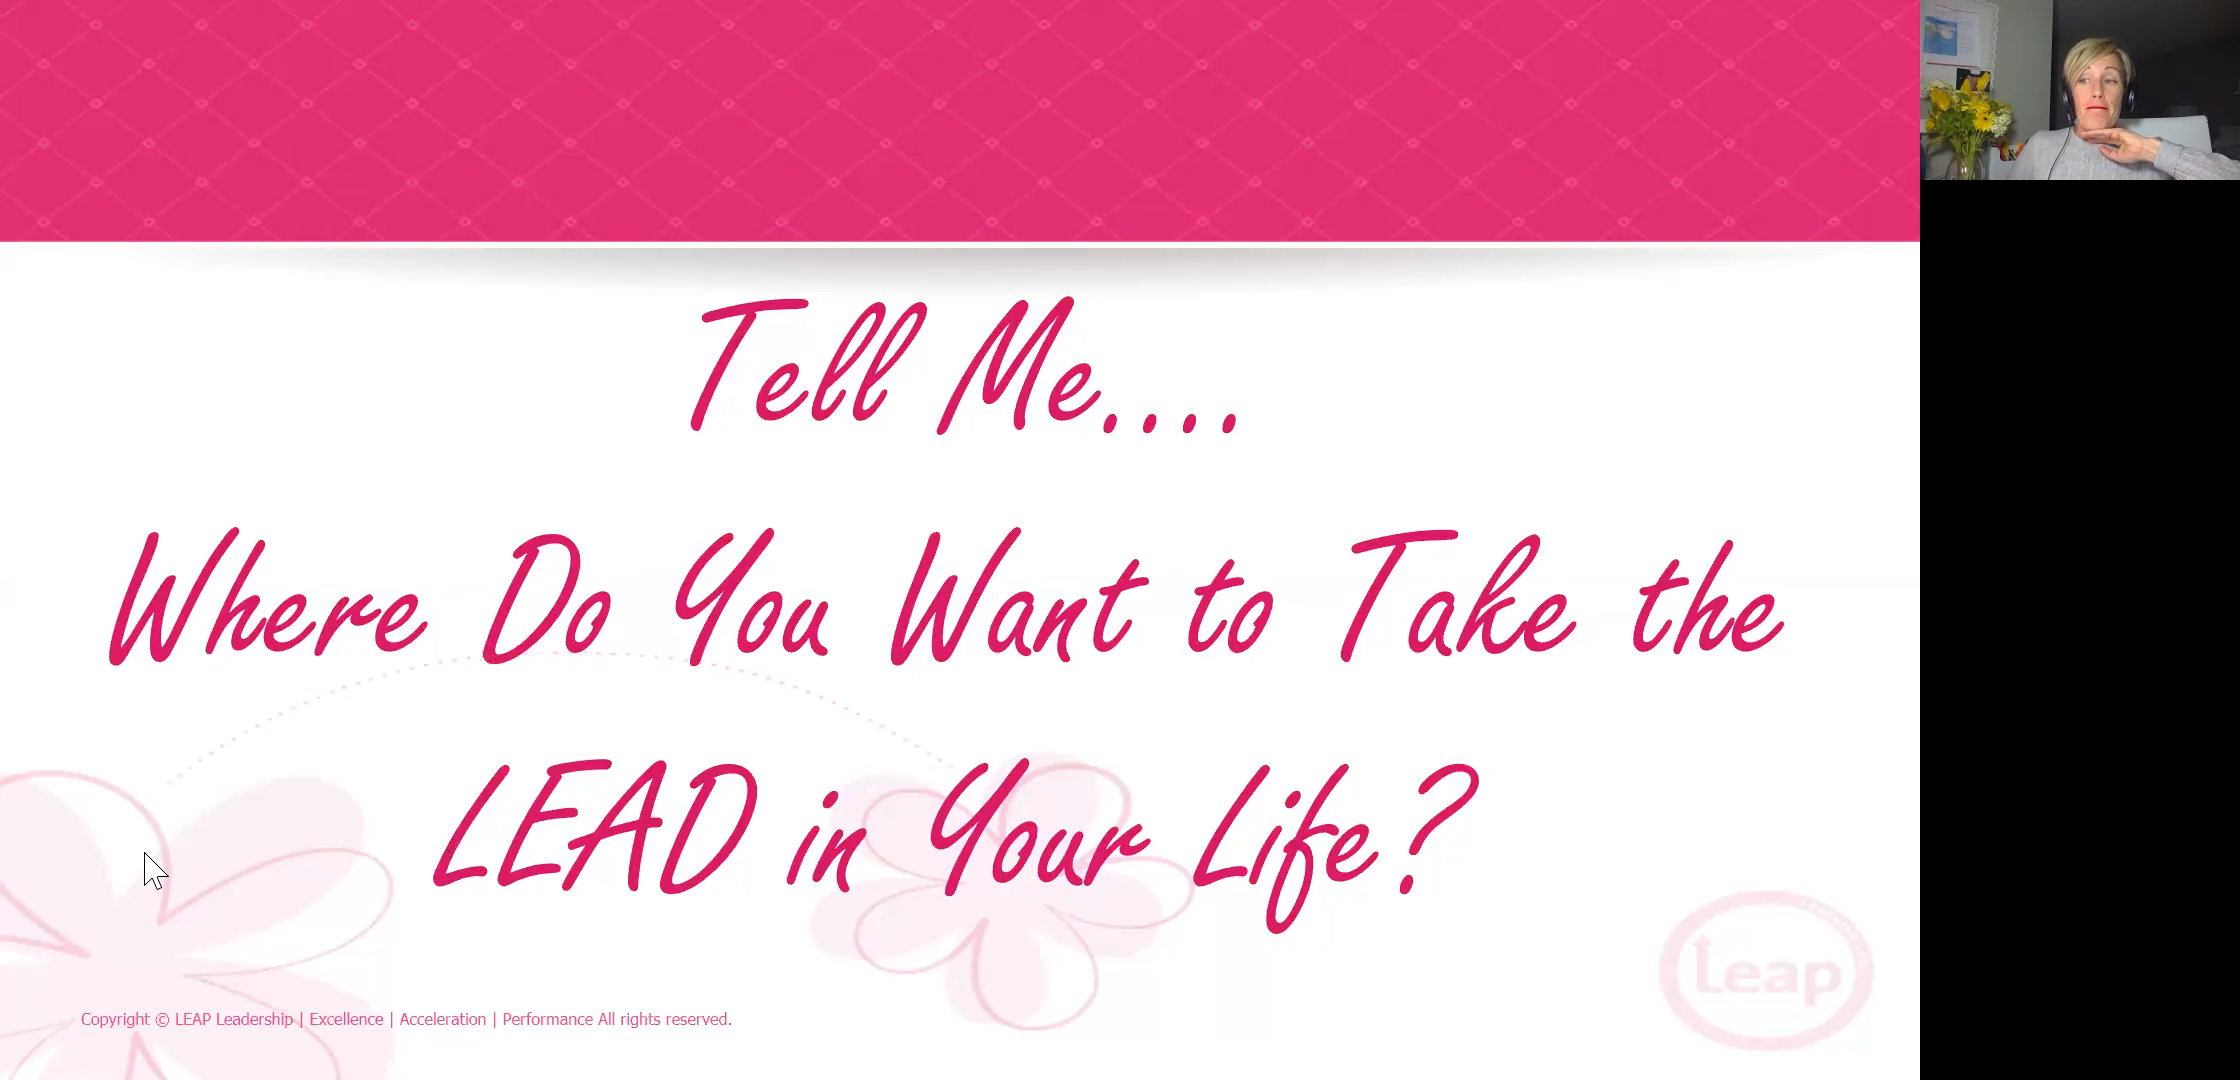 Tell Me....
Where Do You Want to Take the
LEAD in Your Life?
Leap
Copyright © LEAP Leadership | Excellence | Acceleration | Performance All rights reserved.